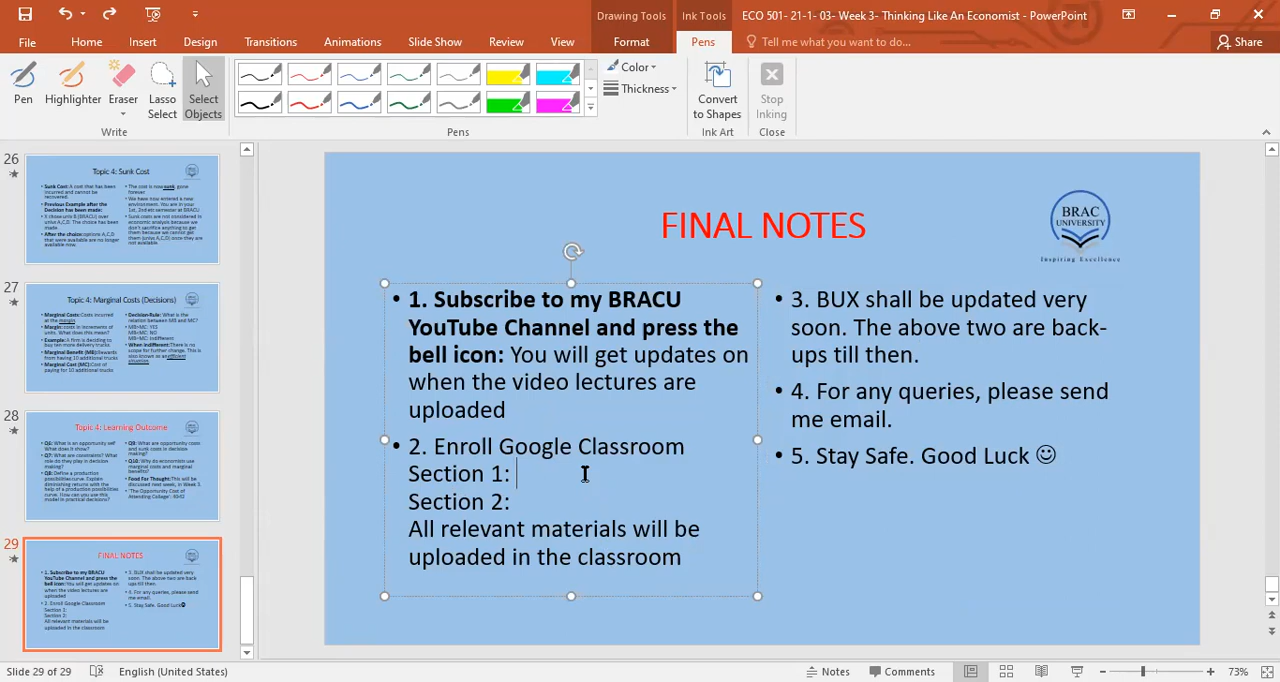 ECO 501- 21-1- 03- Week 3- Thinking Like An Economist - PowerPoint
Drawing Tools
Ink Tools
File
Home
Insert
Design
Transitions
Animations
Slide Show
Review
View
Format
Pens
Tell me what you want to do...
Share
Pen
Highlighter
Eraser
Lasso
Select
Select
Objects
Write
Pens
Color
Thickness
Convert
to Shapes
Ink Art
Stop
Inking
Close
26
Topic 4: Sunk Cost
27
Topic 4: Marginal Costs (Decisions)
28
Topic 4: Learning Outcome
29
FINAL NOTES
FINAL NOTES
BRAC
UNIVERSITY
Inspiring Excellence
• 1. Subscribe to my BRACU
YouTube Channel and press the
bell icon: You will get updates on
when the video lectures are
uploaded
• 2. Enroll Google Classroom
Section 1:
Section 2:
All relevant materials will be
uploaded in the classroom
• 3. BUX shall be updated very
soon. The above two are back-
ups till then.
• 4. For any queries, please send
me email.
• 5. Stay Safe. Good Luck ☺
Slide 29 of 29
English (United States)
Notes
Comments
73%